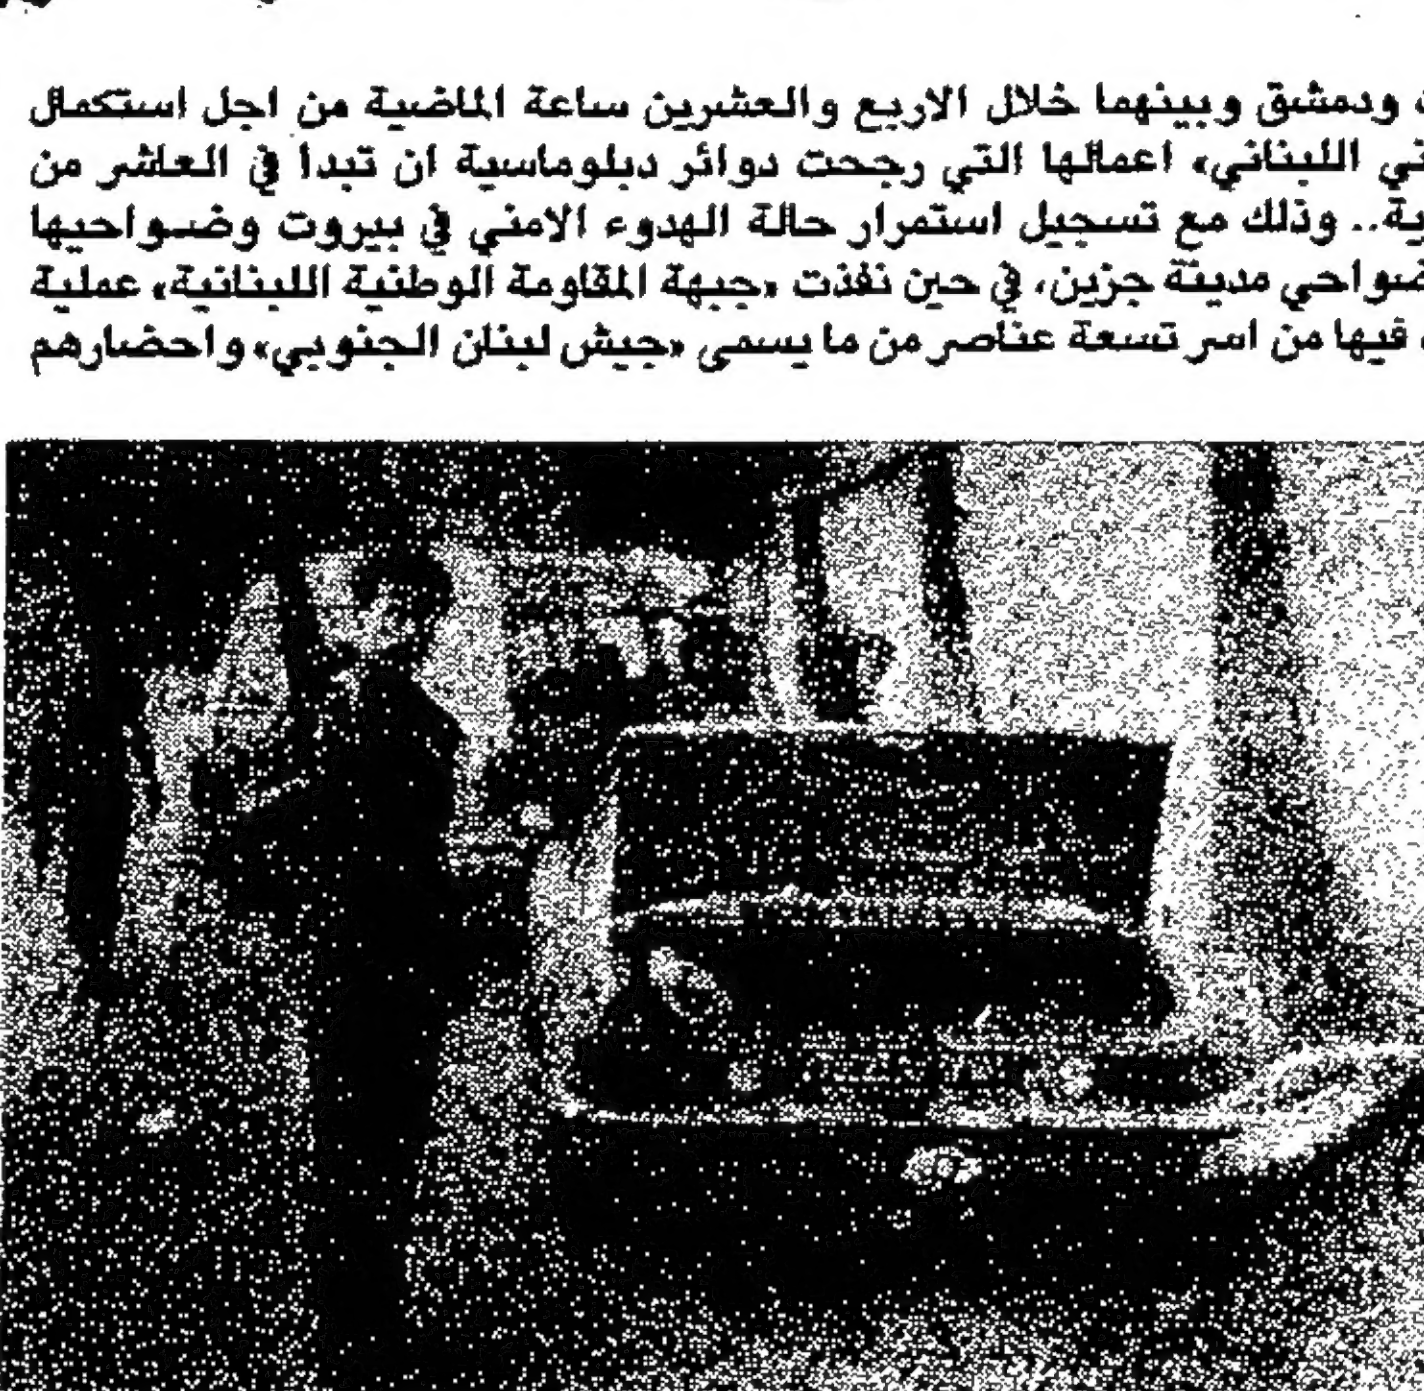 ودمشق وبينهما خلال الاربع والعشرين ساعة الماضية من اجل استكمال
اللبناني» اعمالها التي رجحت دوائر دبلوماسية ان تبدأ في العاشر من
وذلك مع تسجيل استمرار حالة الهدوء الامني في بيروت وضواحيها
ضواحي مدينة جزين، في حين نفذت «جبهة المقاومة الوطنية اللبنانية» عملية
فيها من اسر تسعة عناصر من ما يسمى «جيش لبنان الجنوبي» واحضارهم